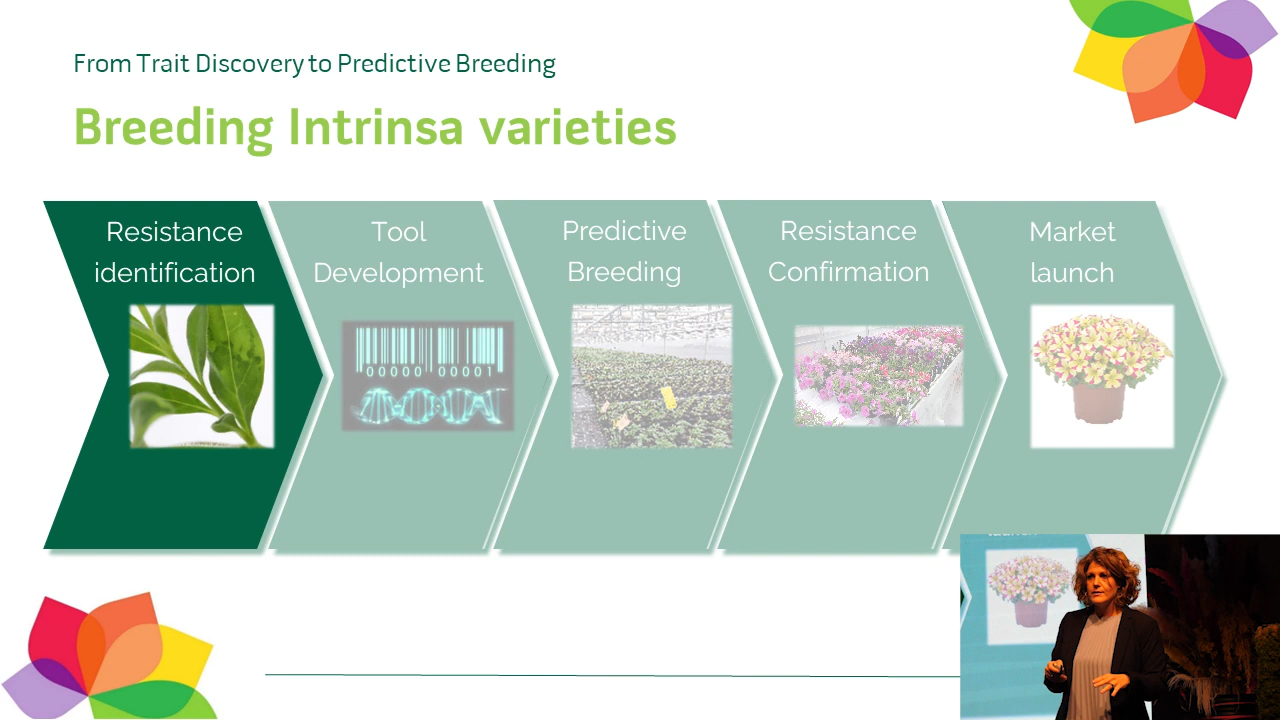 From Trait Discovery to Predictive Breeding
Breeding Intrinsa varieties
Resistance
identification
Tool
Development
00000 00001
Predictive
Breeding
Resistance
Confirmation
Market
launch